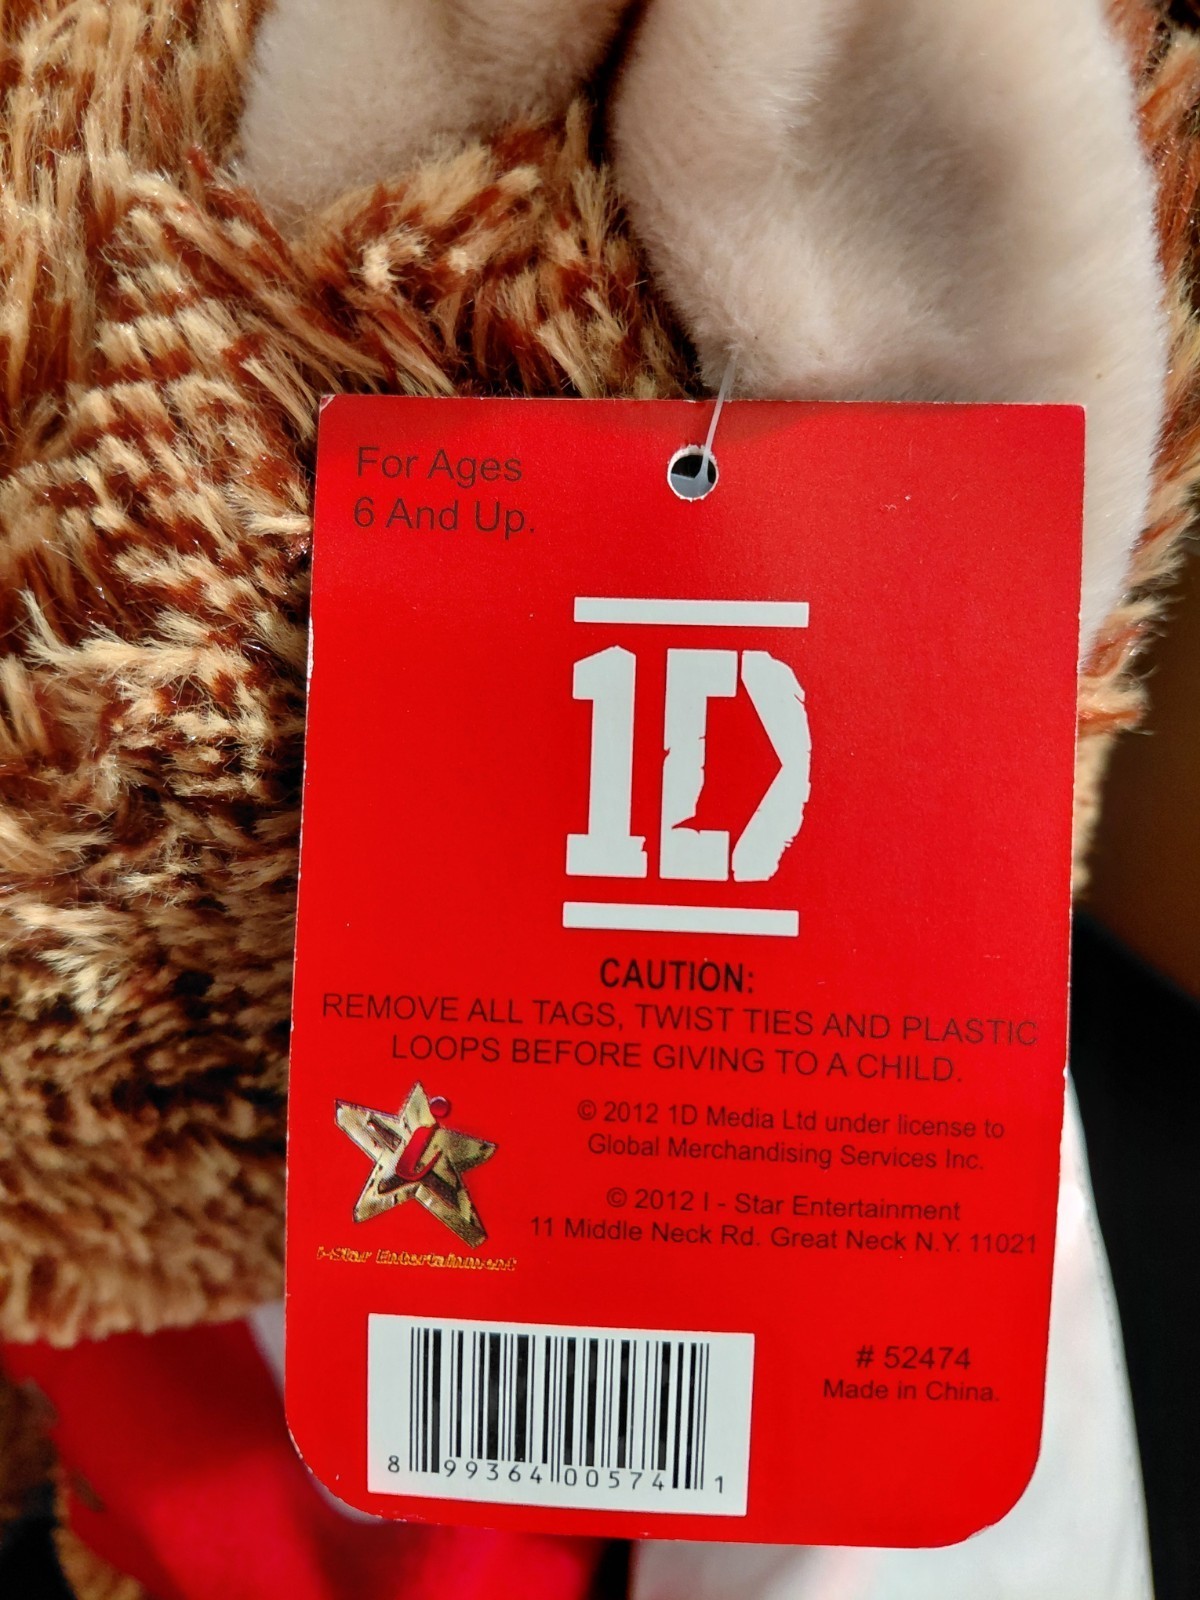 For Ages
6 And Up.
1D
CAUTION:
REMOVE ALL TAGS, TWIST TIES AND PLASTIC
LOOPS BEFORE GIVING TO A CHILD.
© 2012 1D Media Ltd under license to
Global Merchandising Services Inc.
© 2012 I - Star Entertainment
11 Middle Neck Rd. Great Neck N.Y. 11021
i-Star Entertainment
# 52474
Made in China.
8 99364 00574 1